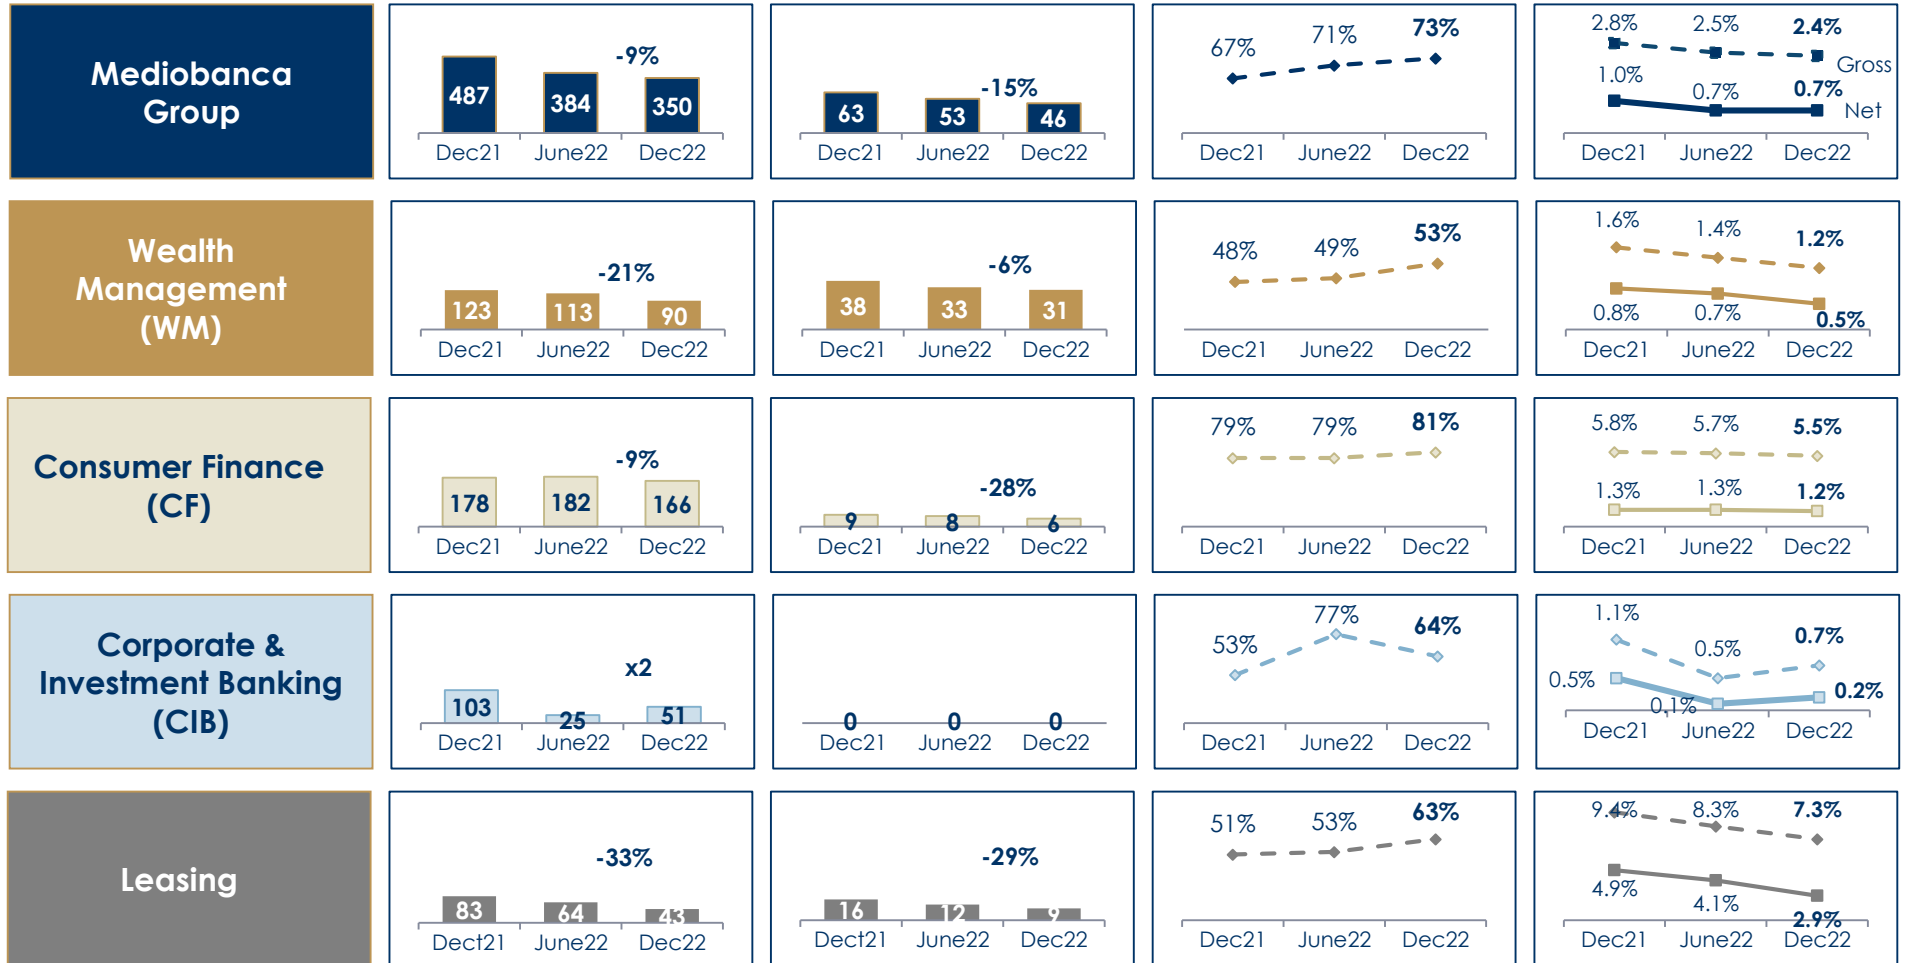 Mediobanca
Group
-9%
487 384 350
Dec21 June22 Dec22
-15%
63 53 46
Dec21 June22 Dec22
67% 71% 73%
Dec21 June22 Dec22
2.8% 2.5% 2.4%
Gross
1.0% 0.7% 0.7%
Net
Dec21 June22 Dec22
Wealth
Management
(WM)
-21%
123 113 90
Dec21 June22 Dec22
-6%
38 33 31
Dec21 June22 Dec22
48% 49% 53%
Dec21 June22 Dec22
1.6% 1.4% 1.2%
0.8% 0.7% 0.5%
Dec21 June22 Dec22
Consumer Finance
(CF)
-9%
178 182 166
Dec21 June22 Dec22
-28%
9 8 6
Dec21 June22 Dec22
79% 79% 81%
Dec21 June22 Dec22
5.8% 5.7% 5.5%
1.3% 1.3% 1.2%
Dec21 June22 Dec22
Corporate &
Investment Banking
(CIB)
x2
103 25 51
Dec21 June22 Dec22
0 0 0
Dec21 June22 Dec22
53% 77% 64%
Dec21 June22 Dec22
1.1% 0.5% 0.7%
0.5% 0.1% 0.2%
Dec21 June22 Dec22
Leasing
-33%
83 64 43
Dect21 June22 Dec22
-29%
16 12 9
Dect21 June22 Dec22
51% 53% 63%
Dec21 June22 Dec22
9.4% 8.3% 7.3%
4.9% 4.1% 2.9%
Dec21 June22 Dec22